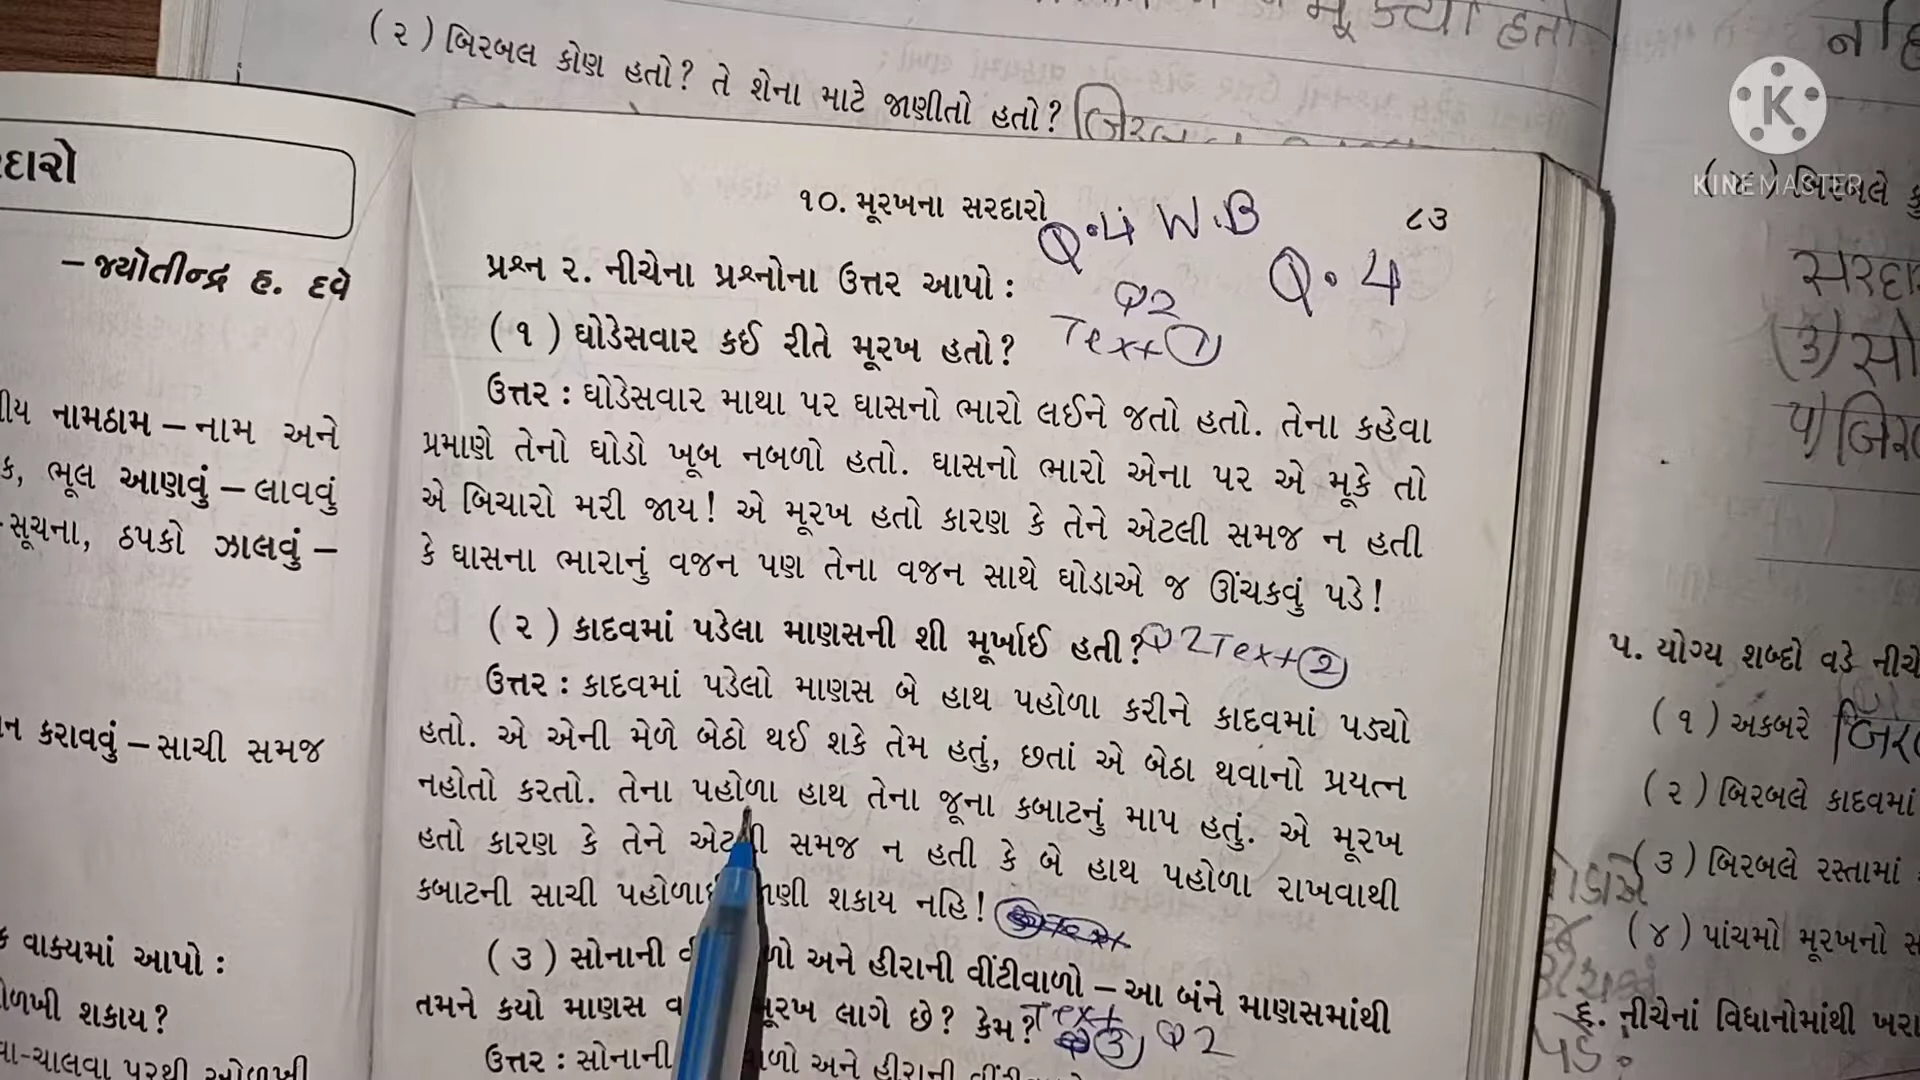 મૂક્યા હતા
(૨) બિરબલ કોણ હતો? તે શેના માટે જાણીતો હતો?
નહિ
KINEMASTER
દારો
– જ્યોતીન્દ્ર હ. દવે
નામઠામ – નામ અને
ક, ભૂલ આણવું – લાવવું
સૂચના, ઠપકો ઝાલવું –
ન કરાવવું – સાચી સમજ
ક વાક્યમાં આપો :
ળખી શકાય?
વા-ચાલવા પરથી ઓળખી
૧૦. મૂરખના સરદારો
Q.4 W.B
૮૩
પ્રશ્ન ૨. નીચેના પ્રશ્નોના ઉત્તર આપો :
Q2
Q.4
(૧) ઘોડેસવાર કઈ રીતે મૂરખ હતો? Text 1
ઉત્તર : ઘોડેસવાર માથા પર ઘાસનો ભારો લઈને જતો હતો. તેના કહેવા
પ્રમાણે તેનો ઘોડો ખૂબ નબળો હતો. ઘાસનો ભારો એના પર એ મૂકે તો
એ બિચારો મરી જાય! એ મૂરખ હતો કારણ કે તેને એટલી સમજ ન હતી
કે ઘાસના ભારાનું વજન પણ તેના વજન સાથે ઘોડાએ જ ઊંચકવું પડે!
(૨) કાદવમાં પડેલા માણસની શી મૂર્ખાઈ હતી? Q2 Text 2
ઉત્તર : કાદવમાં પડેલો માણસ બે હાથ પહોળા કરીને કાદવમાં પડ્યો
હતો. એ એની મેળે બેઠો થઈ શકે તેમ હતું, છતાં એ બેઠા થવાનો પ્રયત્ન
નહોતો કરતો. તેના પહોળા હાથ તેના જૂના કબાટનું માપ હતું. એ મૂરખ
હતો કારણ કે તેને સમજ ન હતી કે બે હાથ પહોળા રાખવાથી
કબાટની સાચી શકાય નહિ!
(૩) સોનાની અને હીરાની વીંટીવાળો – આ બંને માણસમાંથી
તમને કયો માણસ મૂરખ લાગે છે? કેમ? Text 3 Q2
ઉત્તર : સોનાની અને હીરાની
બિરબલે
સરદા
(૩) સો
૫. યોગ્ય શબ્દો વડે નીચે
(૧) અકબરે
(૨) બિરબલે કાદવમાં
(૩) બિરબલે રસ્તામાં
(૪) પાંચમો મૂરખનો સ
૬. નીચેનાં વિધાનોમાંથી ખરા